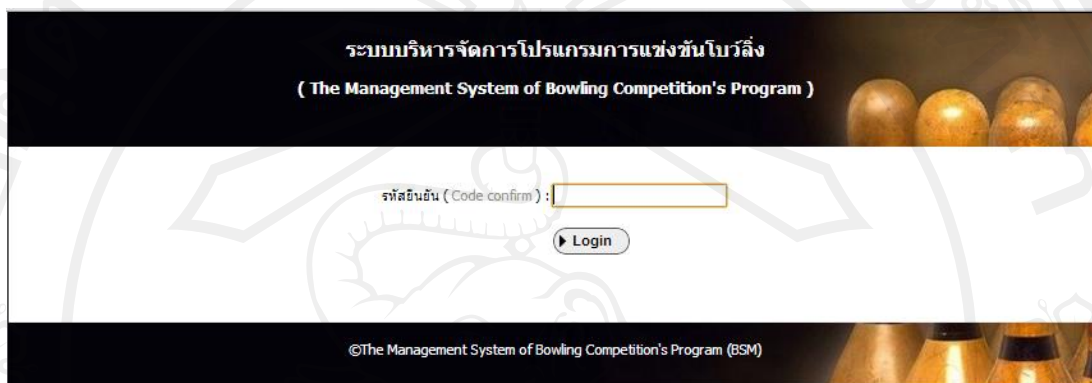 ระบบบริหารจัดการโปรแกรมการแข่งขันโบว์ลิ่ง
( The Management System of Bowling Competition's Program )
รหัสยืนยัน ( Code confirm ) :
Login
©The Management System of Bowling Competition's Program (BSM)